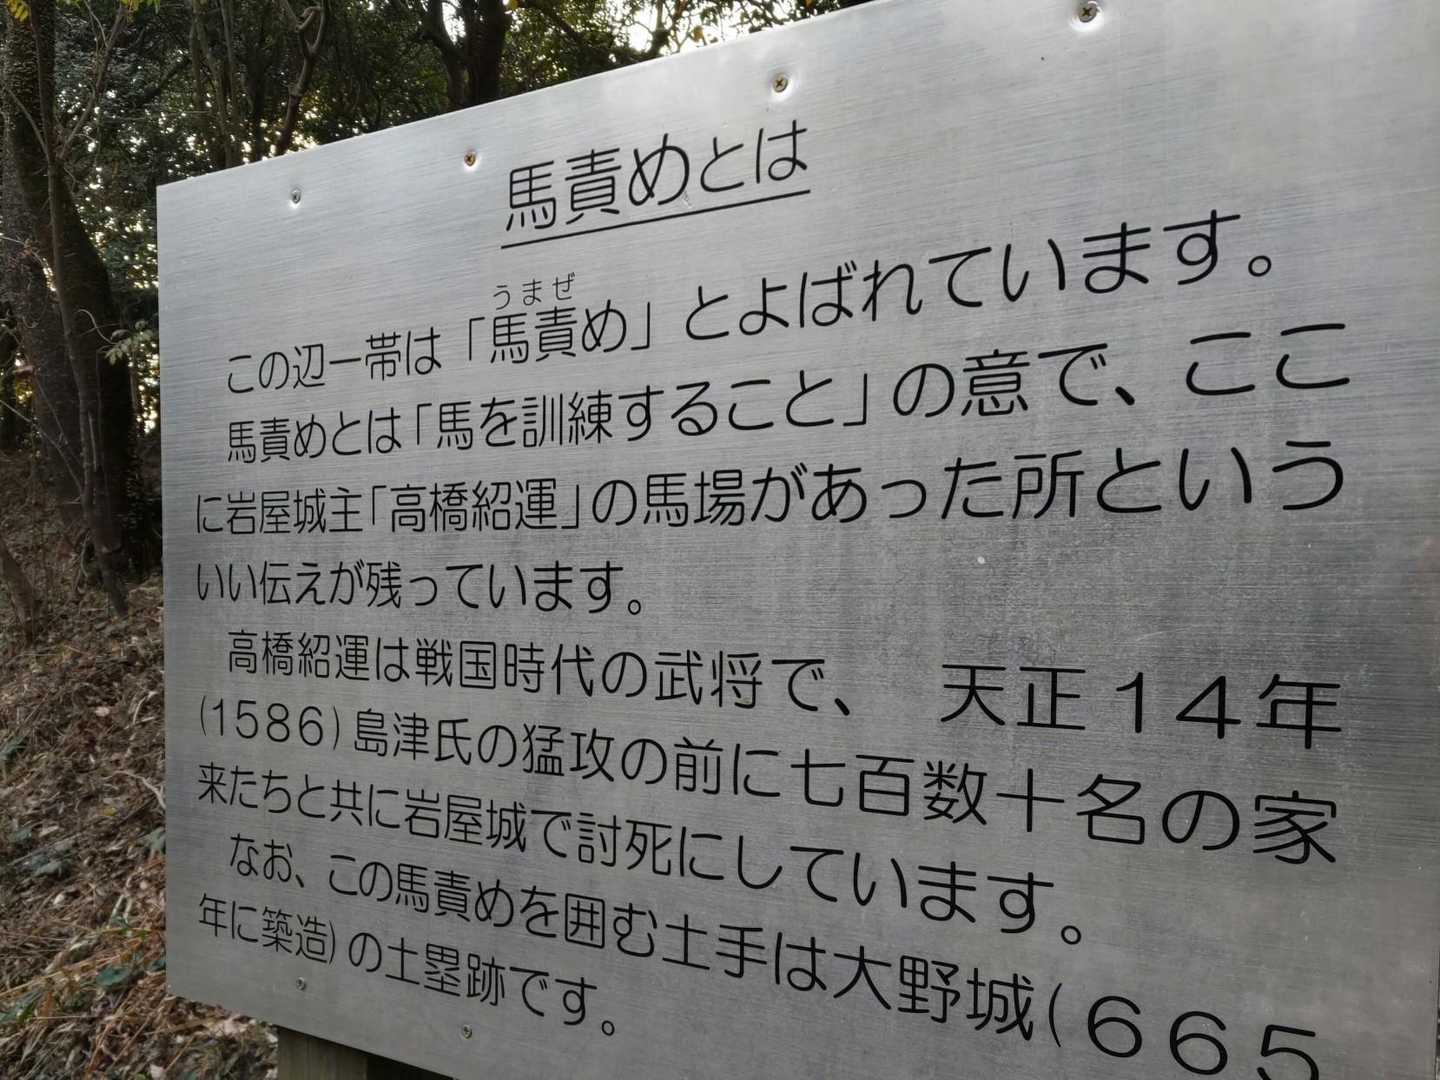 馬責めとは
うまぜ
この辺一帯は「馬責め」とよばれています。
馬責めとは「馬を訓練すること」の意で、ここ
に岩屋城主「高橋紹運」の馬場があった所という
いい伝えが残っています。
高橋紹運は戦国時代の武将で、　天正１４年
(１５８６)島津氏の猛攻の前に七百数十名の家
来たちと共に岩屋城で討死にしています。
なお、この馬責めを囲む土手は大野城(６６５
年に築造)の土塁跡です。